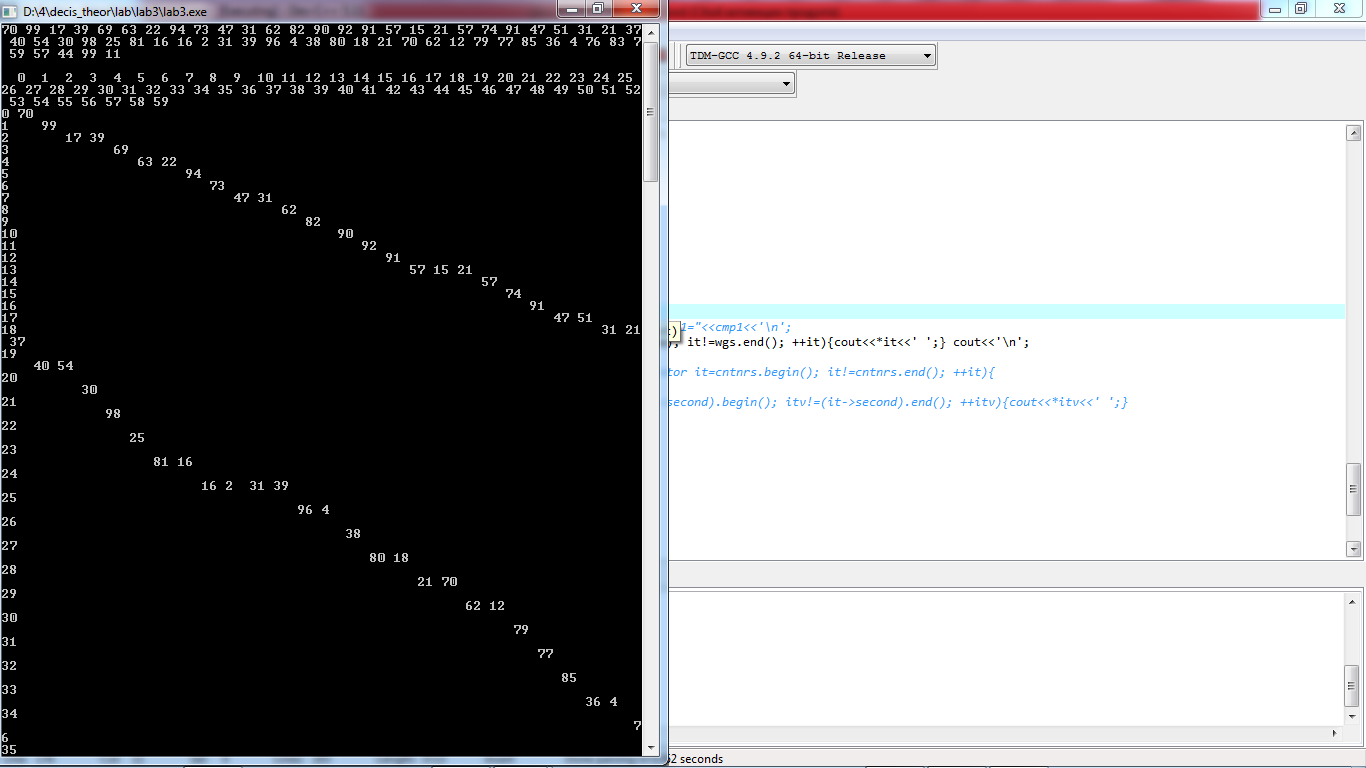 D:\4\decis_theor\lab\lab3\lab3.exe
70 99 17 39 69 63 22 94 73 47 31 62 82 90 92 91 57 15 21 57 74 91 47 51 31 21 37
40 54 30 98 25 81 16 16 2 31 39 96 4 38 80 18 21 70 62 12 79 77 85 36 4 76 83 7
59 57 44 99 11
0 1 2 3 4 5 6 7 8 9 10 11 12 13 14 15 16 17 18 19 20 21 22 23 24 25
26 27 28 29 30 31 32 33 34 35 36 37 38 39 40 41 42 43 44 45 46 47 48 49 50 51 52
53 54 55 56 57 58 59
0 70
1 99
2 17 39
3 69
4 63 22
5 94
6 73
7 47 31
8 62
9 82
10 90
11 92
12 91
13 57 15 21
14 57
15 74
16 91
17 47 51
18 31 21
37
19
40 54
20
30
21
98
22
25
23
81 16
24
16 2 31 39
25
96 4
26
38
27
80 18
28
21 70
29
62 12
30
79
31
77
32
85
33
36 4
34
7
6
35
TDM-GCC 4.9.2 64-bit Release
1="<<cmp1<<'\n';
; it!=wgs.end(); ++it){cout<<*it<<' ';} cout<<'\n';
tor it=cntnrs.begin(); it!=cntnrs.end(); ++it){
second).begin(); itv!=(it->second).end(); ++itv){cout<<*itv<<' ';}
52 seconds